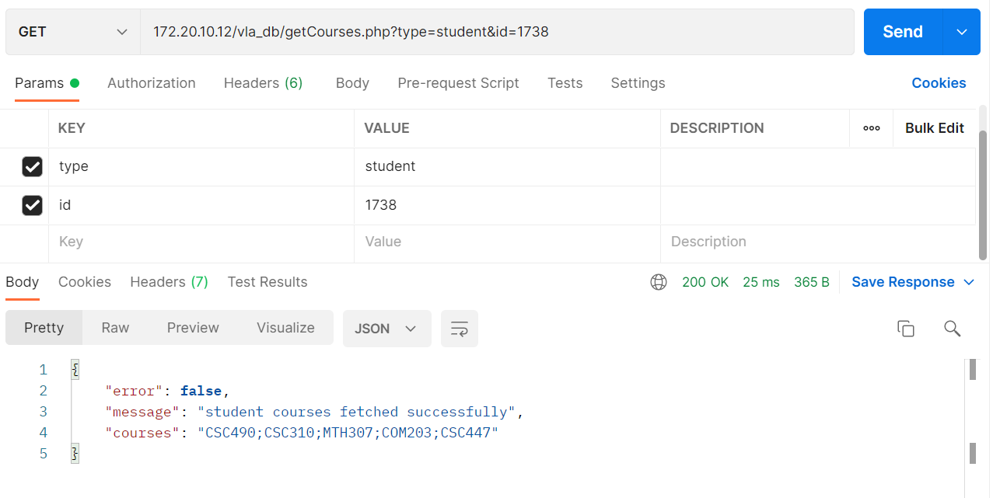 GET 172.20.10.12/vla_db/getCourses.php?type=student&id=1738 Send
Params Authorization Headers (6) Body Pre-request Script Tests Settings Cookies
KEY VALUE DESCRIPTION ooo Bulk Edit
type student
id 1738
Key Value Description
Body Cookies Headers (7) Test Results 200 OK 25 ms 365 B Save Response
Pretty Raw Preview Visualize JSON
1 {
2 "error": false,
3 "message": "student courses fetched successfully",
4 "courses": "CSC490;CSC310;MTH307;COM203;CSC447"
5 }